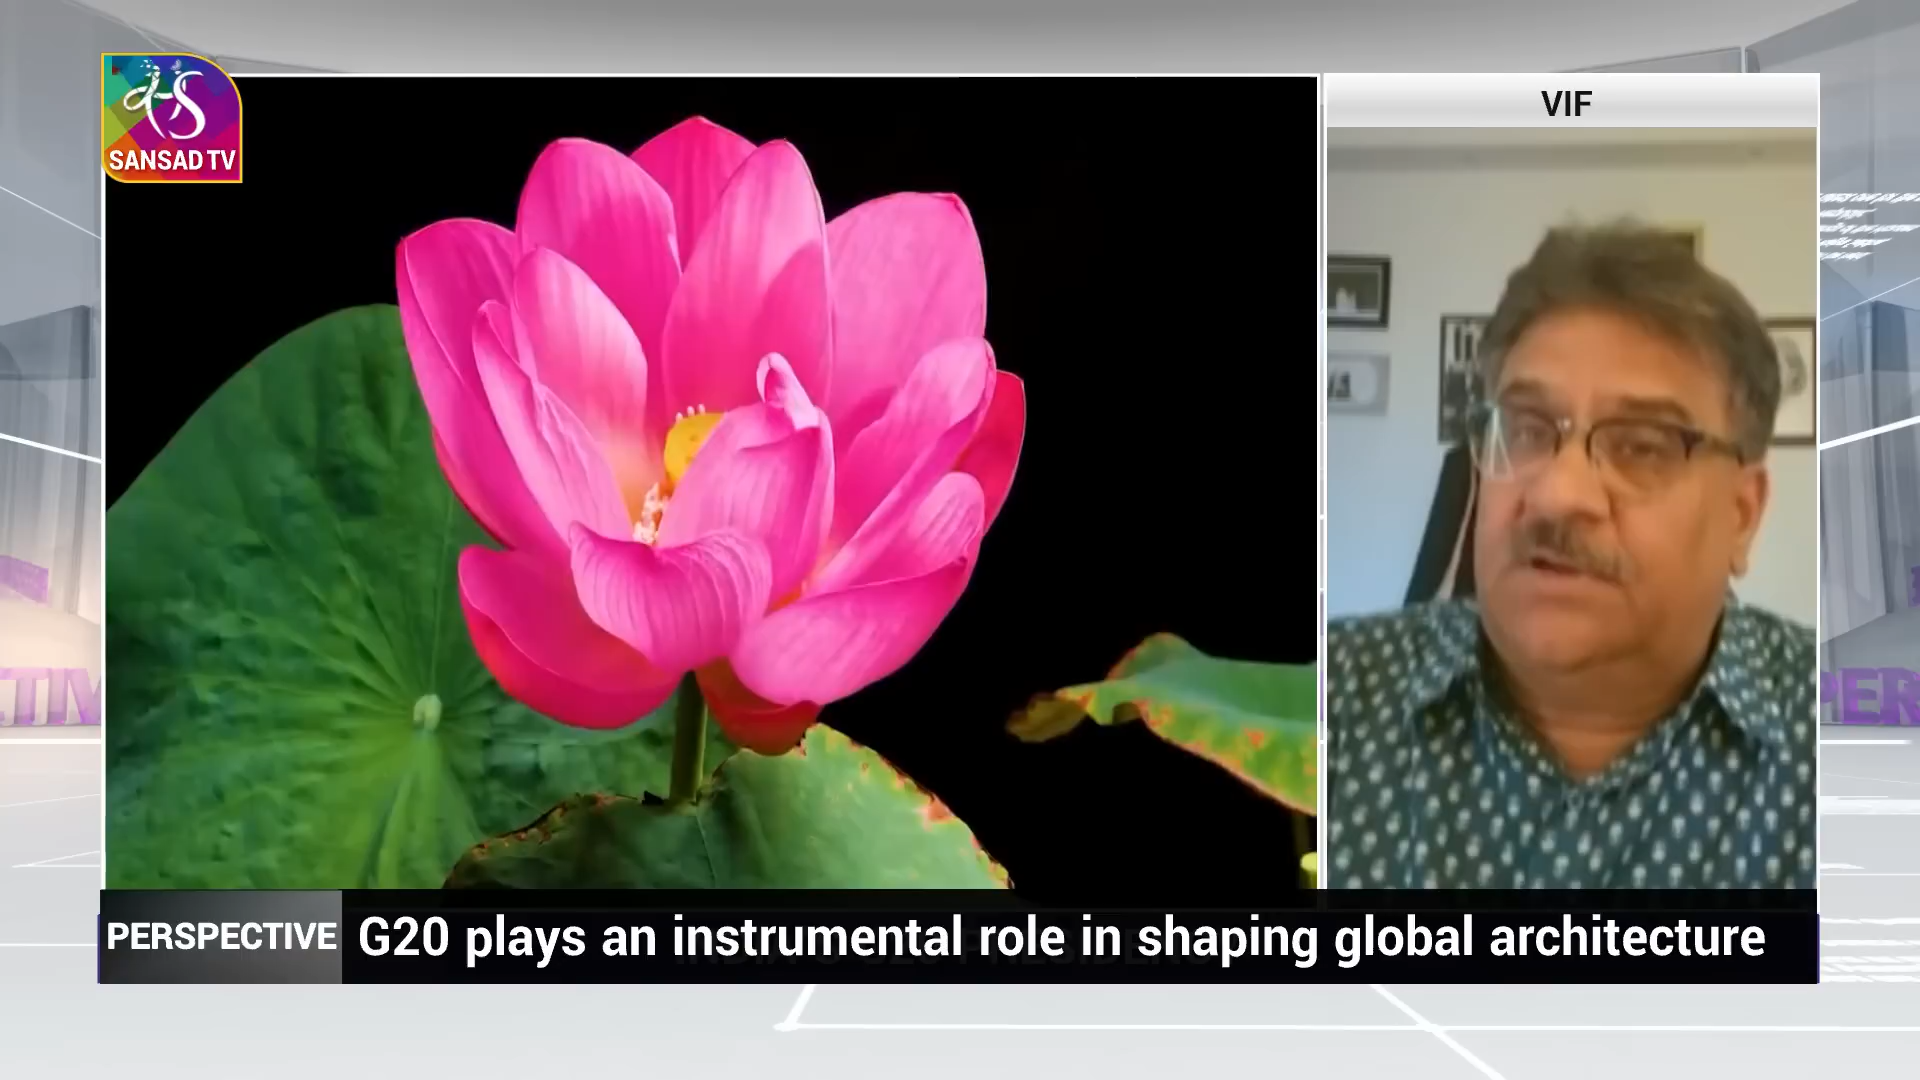 SANSAD TV
VIF
PERSPECTIVE
G20 plays an instrumental role in shaping global architecture